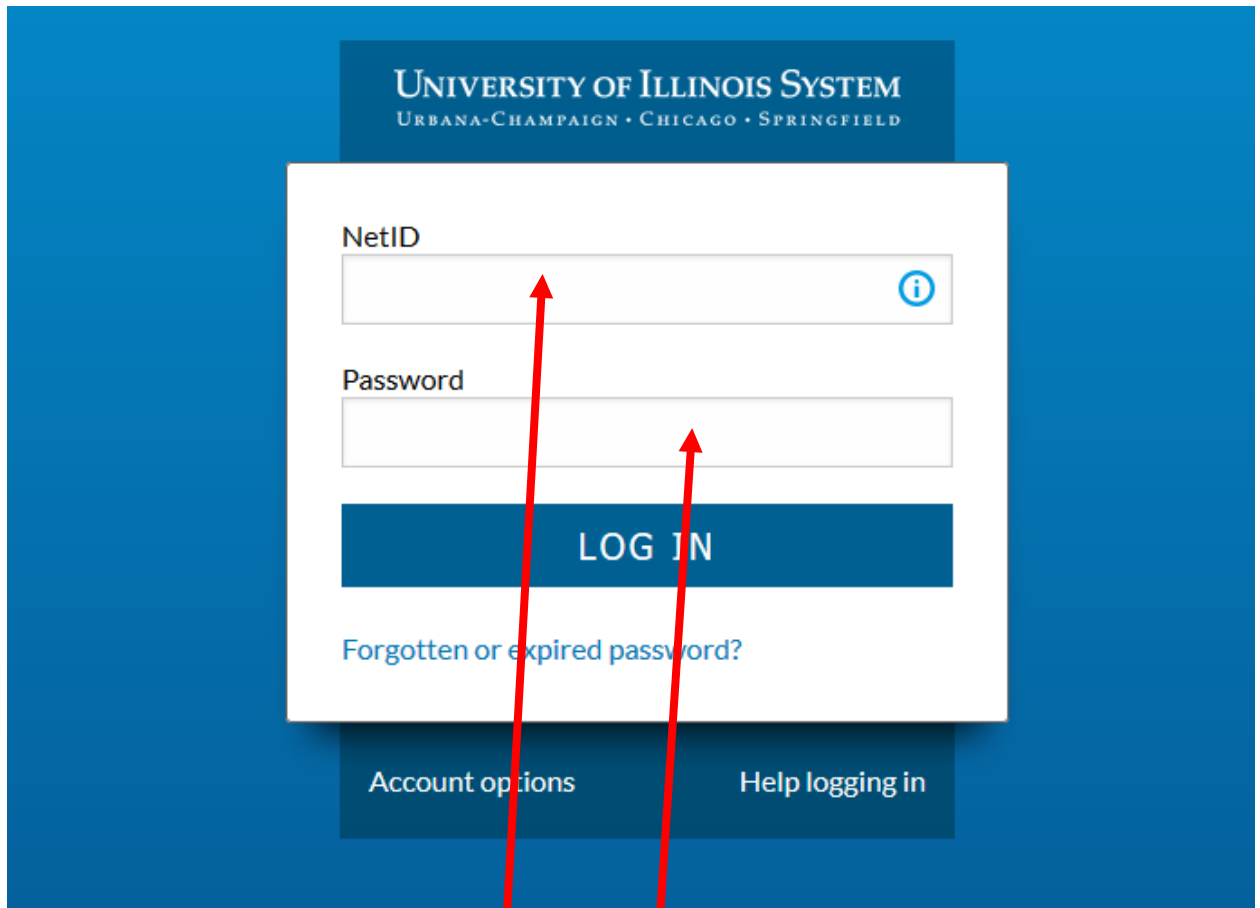 UNIVERSITY OF ILLINOIS SYSTEM
URBANA-CHAMPAIGN • CHICAGO • SPRINGFIELD
NetID
Password
LOG IN
Forgotten or expired password?
Account options Help logging in